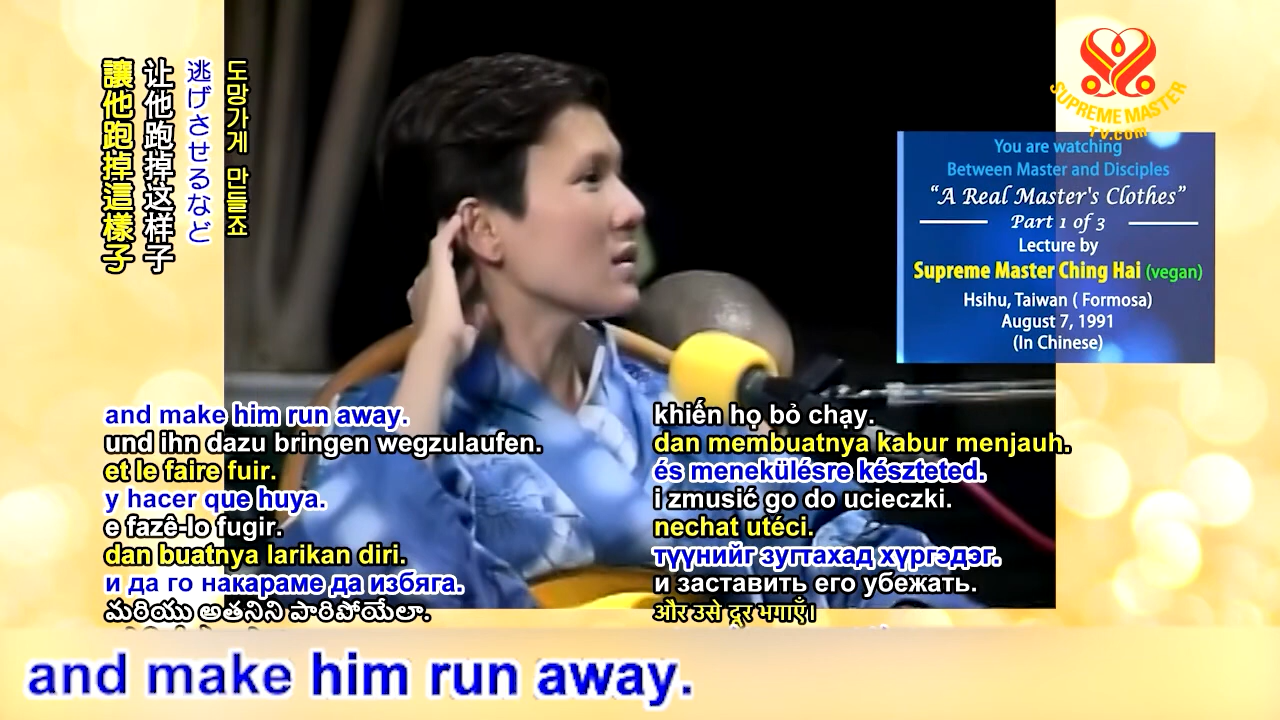 讓他跑掉這樣子
让他跑掉这样子
逃げさせるなど
도망가게 만들죠
SUPREME MASTER
TV.com
You are watching
Between Master and Disciples
“A Real Master's Clothes”
Part 1 of 3
Lecture by
Supreme Master Ching Hai (vegan)
Hsihu, Taiwan ( Formosa)
August 7, 1991
(In Chinese)
and make him run away.
und ihn dazu bringen wegzulaufen.
et le faire fuir.
y hacer que huya.
e fazê-lo fugir.
dan buatnya larikan diri.
и да го накараме да избяга.
మరియు అతనిని పారిపోయేలా.
khiến họ bỏ chạy.
dan membuatnya kabur menjauh.
és menekülésre készteted.
i zmusić go do ucieczki.
nechat utéci.
түүнийг зугтахад хүргэдэг.
и заставить его убежать.
और उसे दूर भगाएँ।
and make him run away.